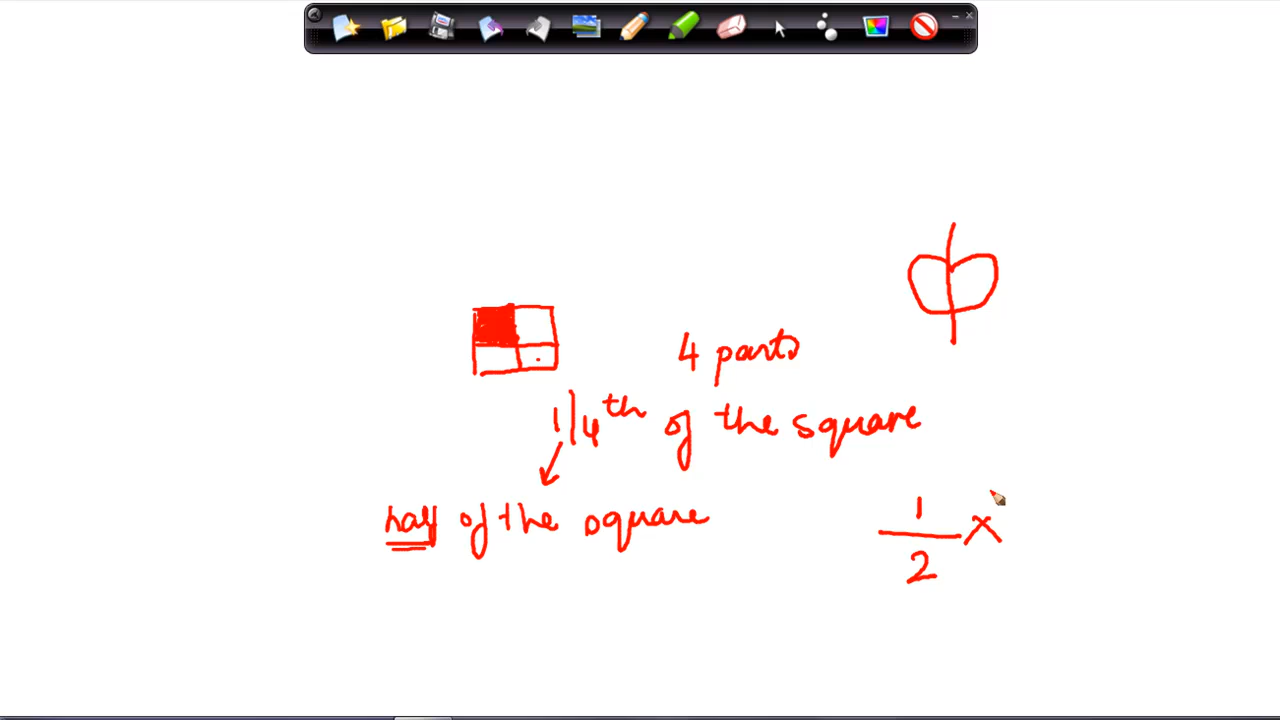 4 parts
1/4th of the square
half of the square
1
2
x